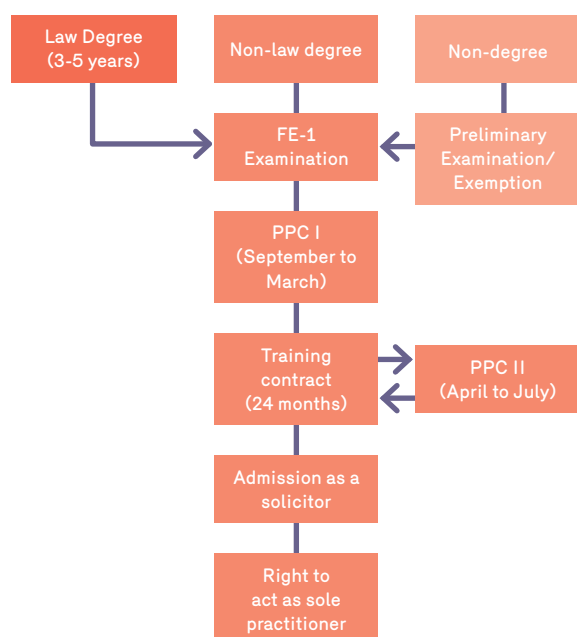 Law Degree
(3-5 years)
Non-law degree
Non-degree
FE-1
Examination
Preliminary
Examination/
Exemption
PPC I
(September to
March)
Training
contract
(24 months)
PPC II
(April to July)
Admission as a
solicitor
Right to
act as sole
practitioner